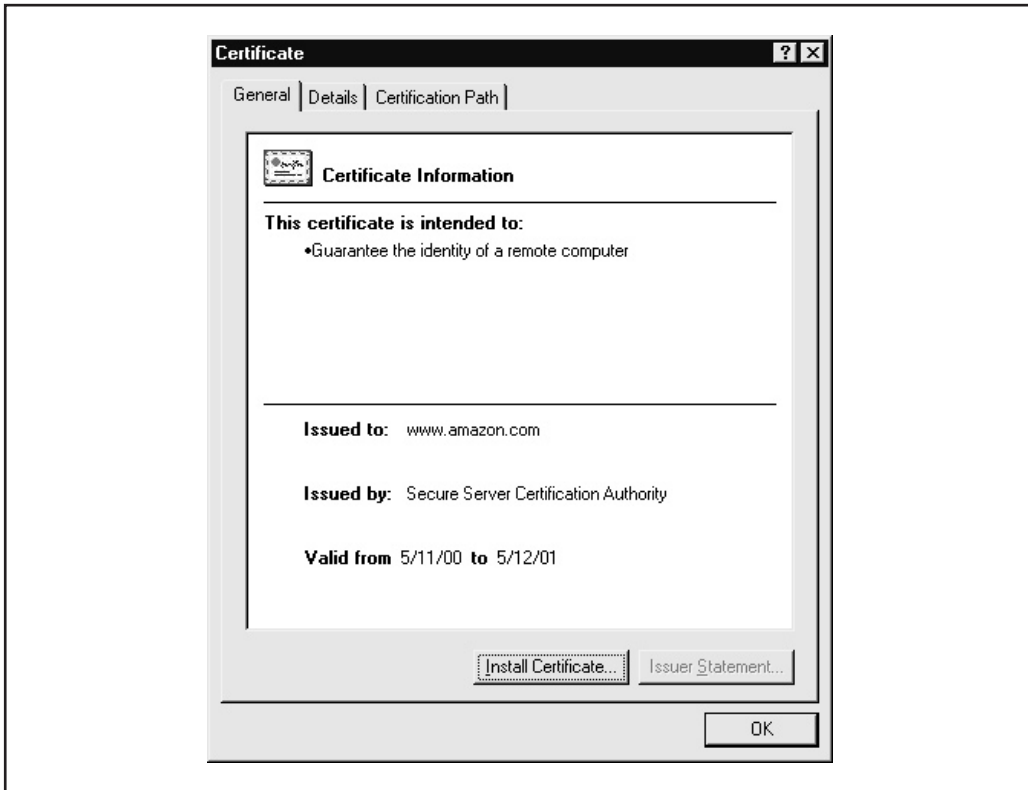 Certificate
General
Details
Certification Path
Certificate Information
This certificate is intended to:
•Guarantee the identity of a remote computer
Issued to: www.amazon.com
Issued by: Secure Server Certification Authority
Valid from 5/11/00 to 5/12/01
Install Certificate...
Issuer Statement...
OK